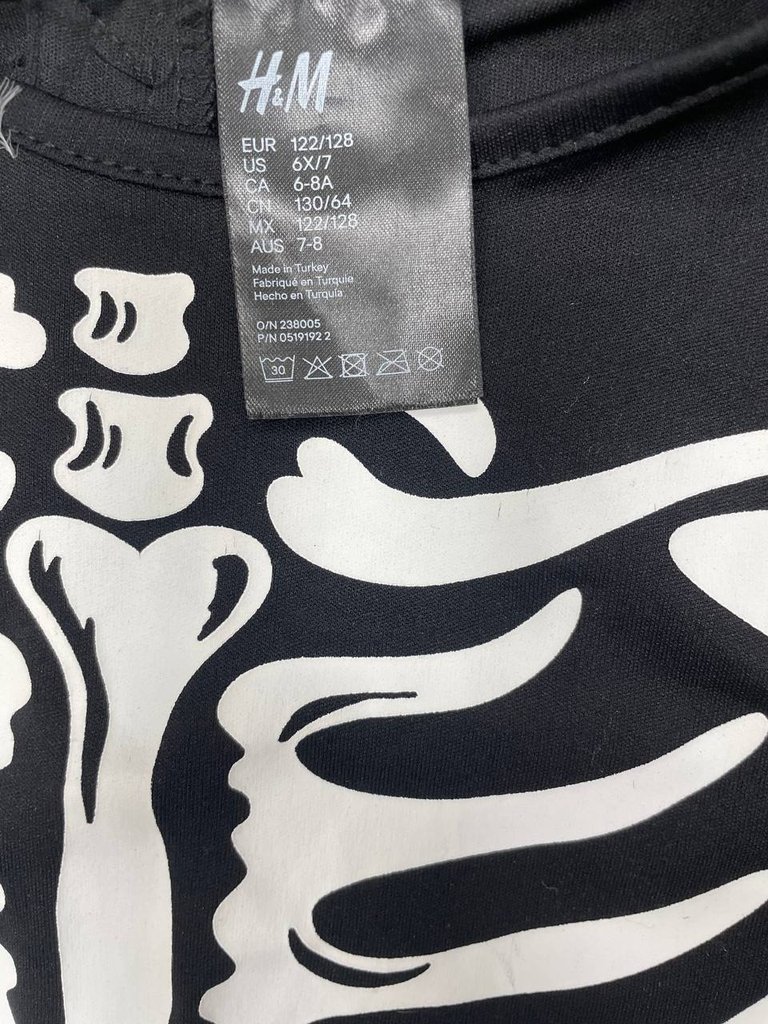 H&M
EUR 122/128
US 6X/7
CA 6-8A
CN 130/64
MX 122/128
AUS 7-8
Made in Turkey
Fabriqué en Turquie
Hecho en Turquía
O/N 238005
P/N 0519192 2
30